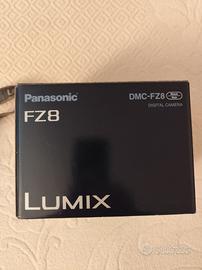 Panasonic DMC-FZ8
DIGITAL CAMERA
FZ8
LUMIX